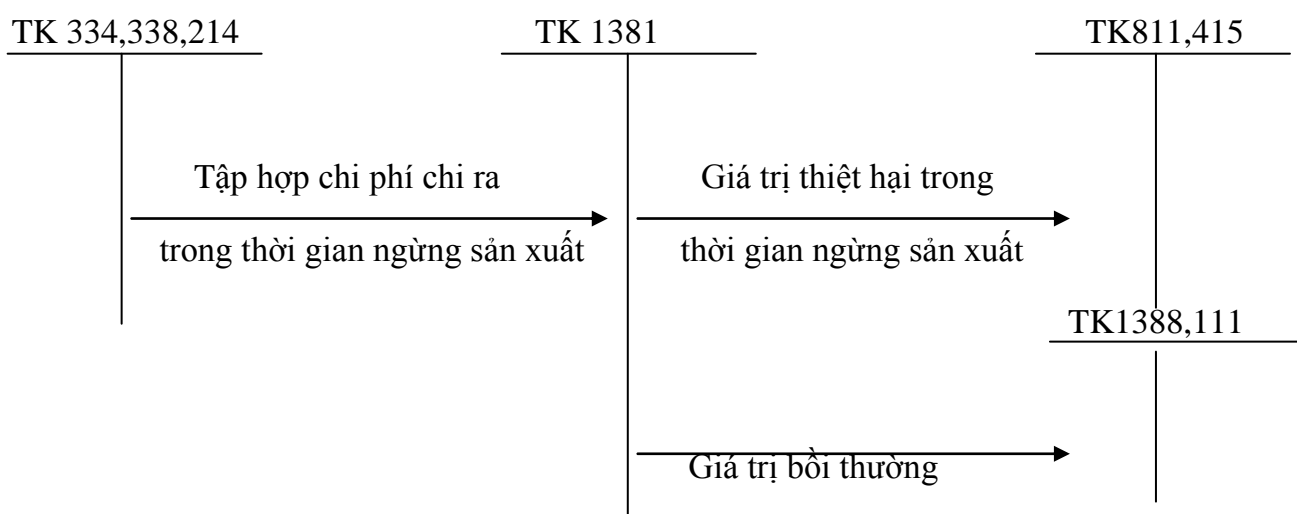 TK 334,338,214
TK 1381
TK811,415
Tập hợp chi phí chi ra
trong thời gian ngừng sản xuất
Giá trị thiệt hại trong
thời gian ngừng sản xuất
TK1388,111
Giá trị bồi thường